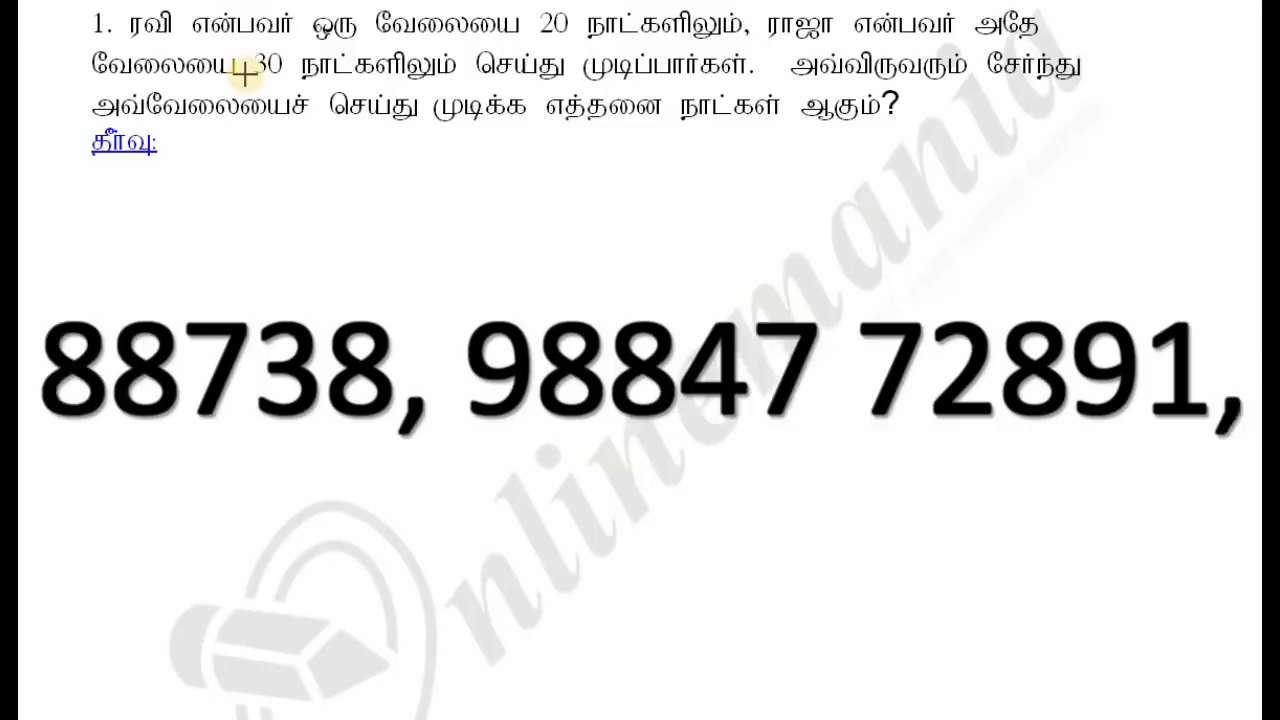 1. ரவி என்பவர் ஒரு வேலையை 20 நாட்களிலும், ராஜா என்பவர் அதே
வேலையை 30 நாட்களிலும் செய்து முடிப்பார்கள். அவ்விருவரும் சேர்ந்து
அவ்வேலையைச் செய்து முடிக்க எத்தனை நாட்கள் ஆகும்?
தீர்வு:
88738, 98847 72891,
nlinemania